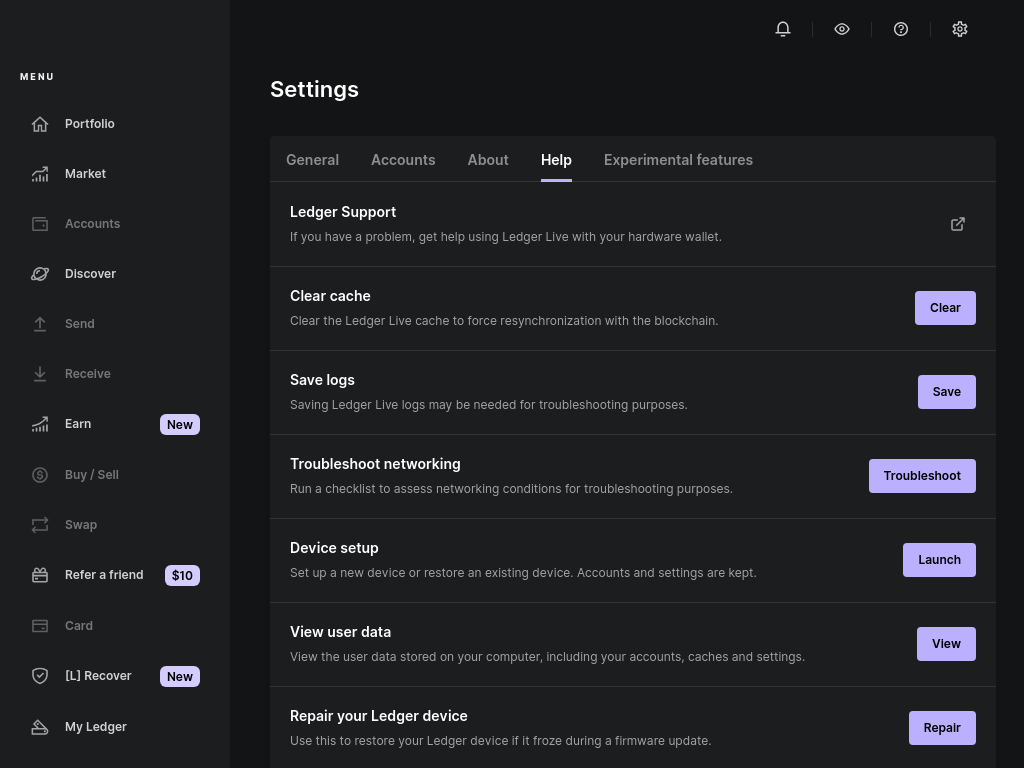 MENU
Portfolio
Market
Accounts
Discover
Send
Receive
Earn New
Buy / Sell
Swap
Refer a friend $10
Card
[L] Recover New
My Ledger
Settings
General Accounts About Help Experimental features
Ledger Support
If you have a problem, get help using Ledger Live with your hardware wallet.
Clear cache
Clear the Ledger Live cache to force resynchronization with the blockchain.
Clear
Save logs
Saving Ledger Live logs may be needed for troubleshooting purposes.
Save
Troubleshoot networking
Run a checklist to assess networking conditions for troubleshooting purposes.
Troubleshoot
Device setup
Set up a new device or restore an existing device. Accounts and settings are kept.
Launch
View user data
View the user data stored on your computer, including your accounts, caches and settings.
View
Repair your Ledger device
Use this to restore your Ledger device if it froze during a firmware update.
Repair